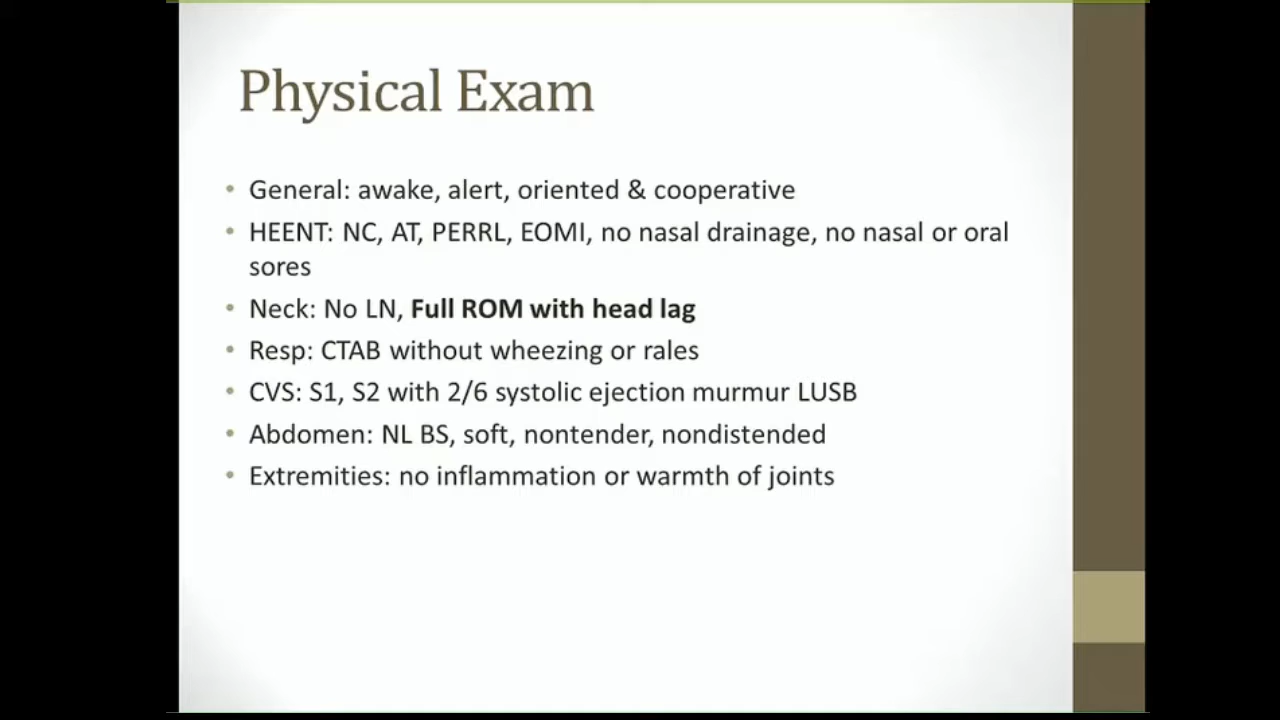 Physical Exam
• General: awake, alert, oriented & cooperative
• HEENT: NC, AT, PERRL, EOMI, no nasal drainage, no nasal or oral
sores
• Neck: No LN, Full ROM with head lag
• Resp: CTAB without wheezing or rales
• CVS: S1, S2 with 2/6 systolic ejection murmur LUSB
• Abdomen: NL BS, soft, nontender, nondistended
• Extremities: no inflammation or warmth of joints